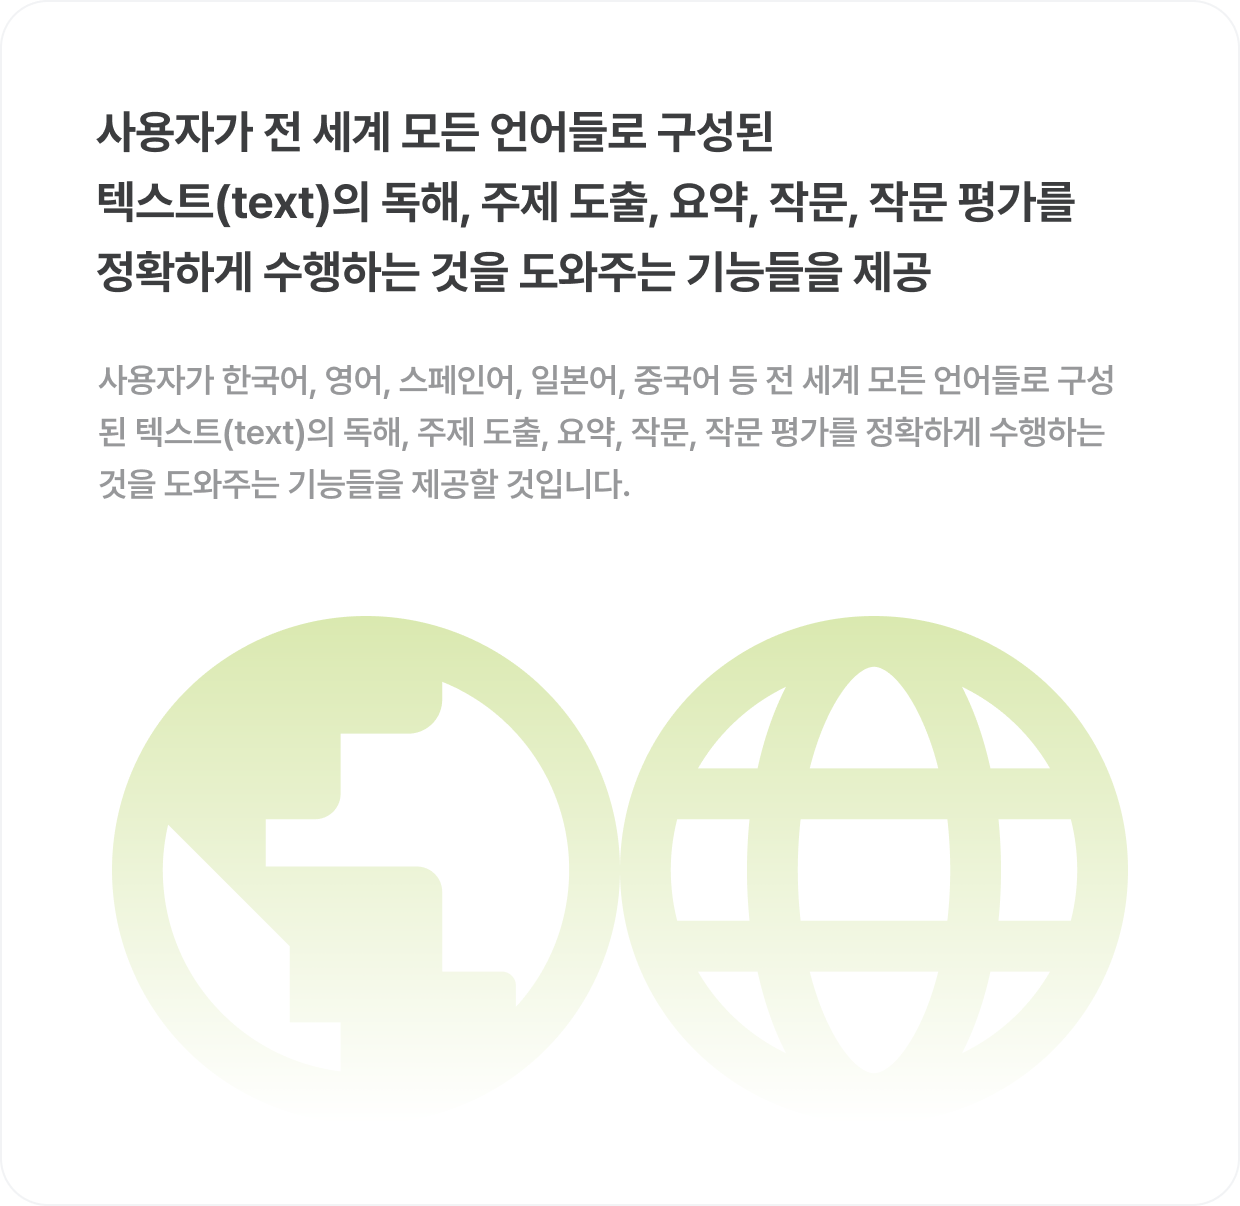 사용자가 전 세계 모든 언어들로 구성된
텍스트(text)의 독해, 주제 도출, 요약, 작문, 작문 평가를
정확하게 수행하는 것을 도와주는 기능들을 제공
사용자가 한국어, 영어, 스페인어, 일본어, 중국어 등 전 세계 모든 언어들로 구성
된 텍스트(text)의 독해, 주제 도출, 요약, 작문, 작문 평가를 정확하게 수행하는
것을 도와주는 기능들을 제공할 것입니다.